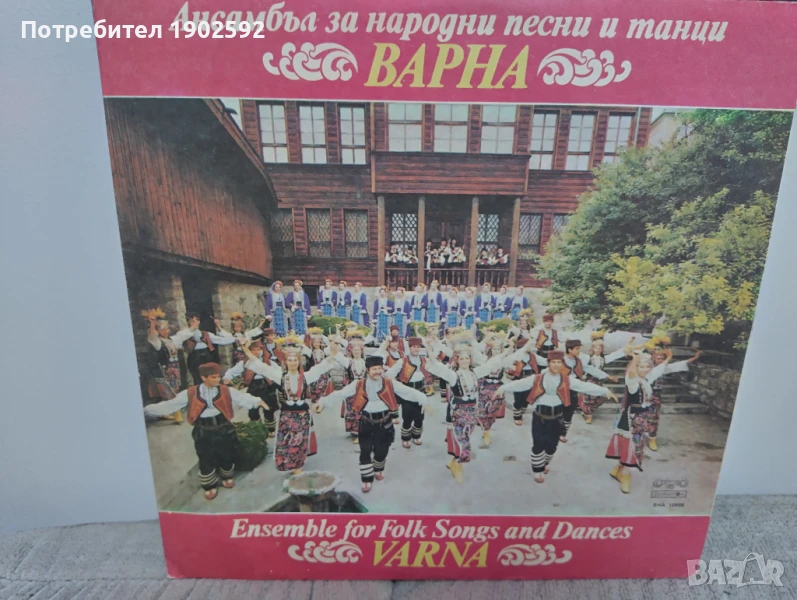 Потребител 1902592
Ансамбъл за народни песни и танци
ВАРНА
Ensemble for Folk Songs and Dances
VARNA
BAZAR